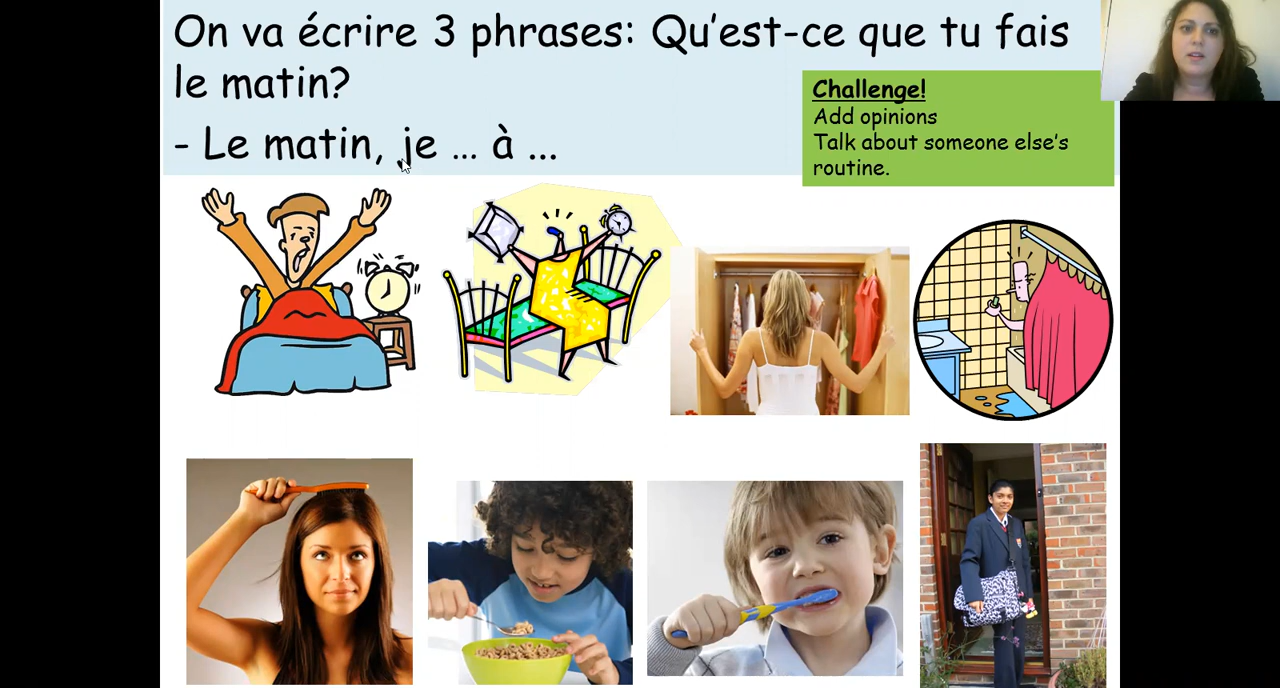 On va écrire 3 phrases: Qu'est-ce que tu fais
le matin?
- Le matin, je … à ...
Challenge!
Add opinions
Talk about someone else's
routine.